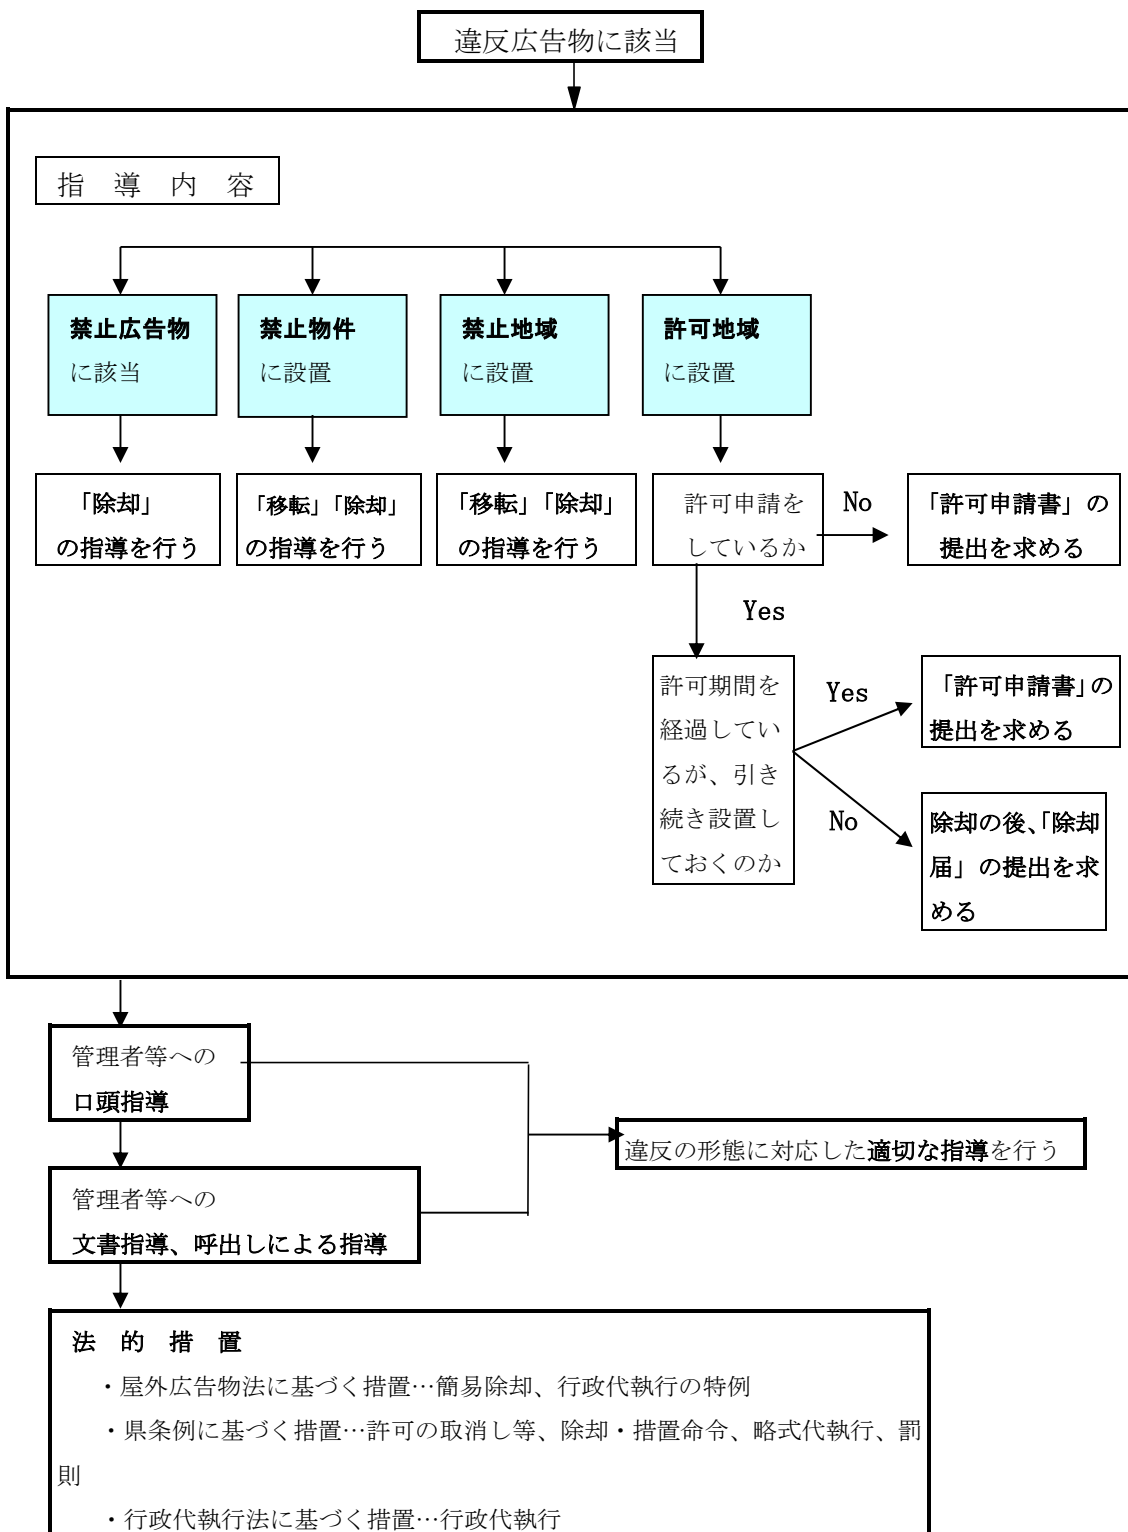 違反広告物に該当
指 導 内 容
禁止広告物
に該当
禁止物件
に設置
禁止地域
に設置
許可地域
に設置
「除却」
の指導を行う
「移転」「除却」
の指導を行う
「移転」「除却」
の指導を行う
許可申請を
しているか
No
「許可申請書」の
提出を求める
Yes
許可期間を
経過してい
るが、引き
続き設置し
ておくのか
Yes
「許可申請書」の
提出を求める
No
除却の後、「除却
届」の提出を求
める
管理者等への
口頭指導
違反の形態に対応した適切な指導を行う
管理者等への
文書指導、呼出しによる指導
法 的 措 置
・屋外広告物法に基づく措置…簡易除却、行政代執行の特例
・県条例に基づく措置…許可の取消し等、除却・措置命令、略式代執行、罰
則
・行政代執行法に基づく措置…行政代執行